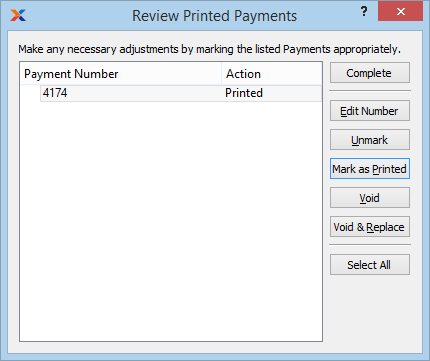 Review Printed Payments
?
Make any necessary adjustments by marking the listed Payments appropriately.
Payment Number Action
4174 Printed
Complete
Edit Number
Unmark
Mark as Printed
Void
Void & Replace
Select All